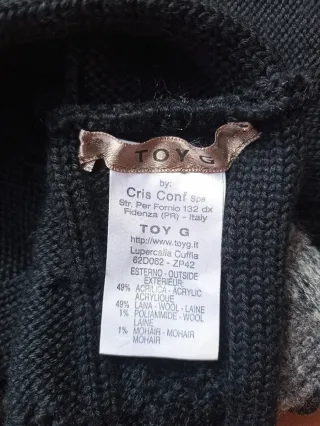 TOY G
by:
Cris Conf Spa
Str. Per Fornio 132 dx
Fidenza (PR) - Italy
TOY G
http://www.toyg.it
Lupercalia Cuffia
62D082 - ZP42
ESTERNO - OUTSIDE
EXTÉRIEUR:
49% ACRILICA - ACRYLIC
ACRYLIQUE
49% LANA - WOOL - LAINE
1% POLIAMMIDE - WOOL
LAINE
1% MOHAIR - MOHAIR
MOHAIR